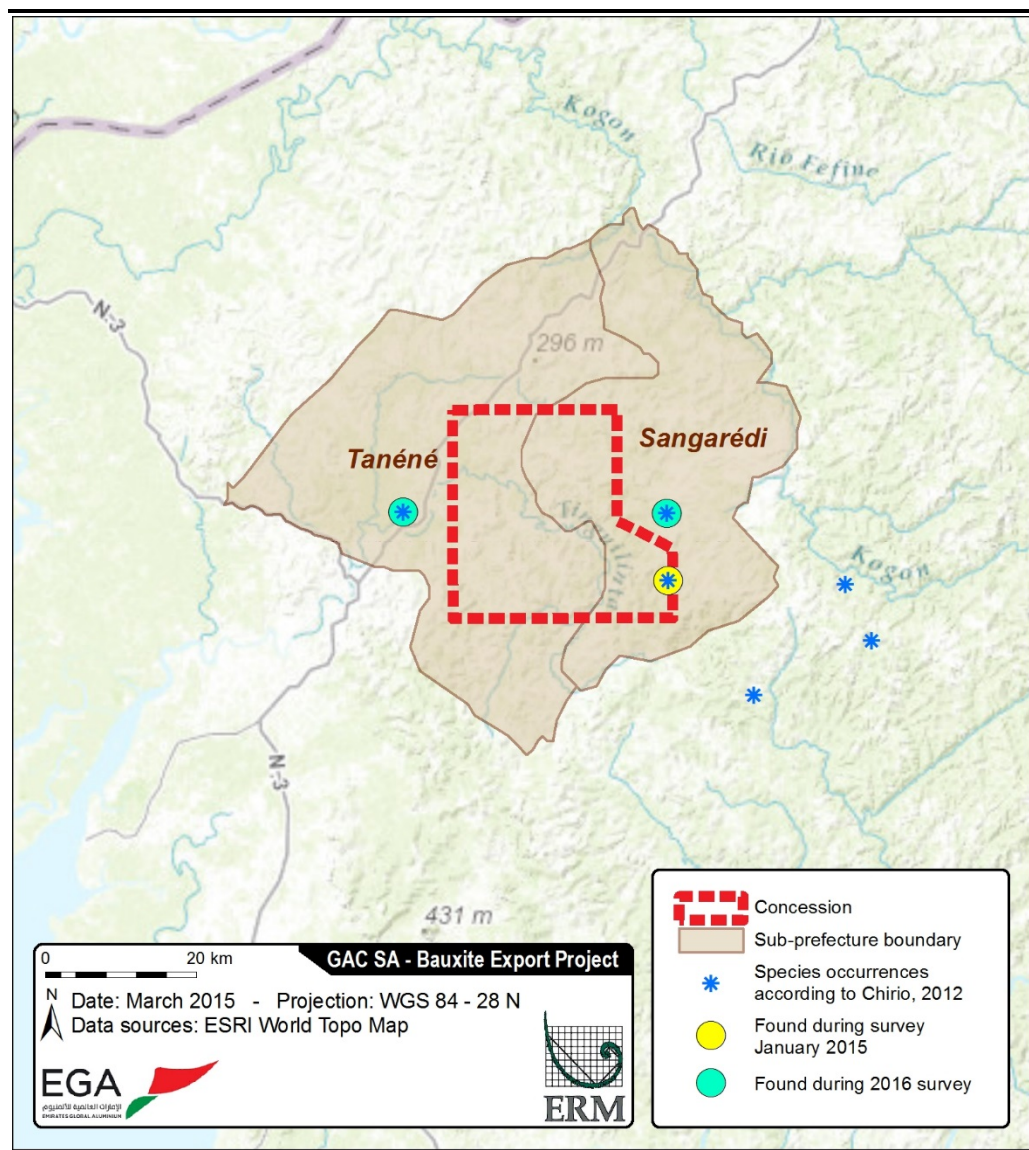 Kogon
Rio Fefine
N-3
296 m
Tanéné
Sangarédi
Tinguilinta
Kogon
N-3
431 m
0 20 km
GAC SA - Bauxite Export Project
N
Date: March 2015 - Projection: WGS 84 - 28 N
Data sources: ESRI World Topo Map
EGA
الإمارات العالمية للألمنيوم
EMIRATES GLOBAL ALUMINIUM
ERM
Concession
Sub-prefecture boundary
Species occurrences
according to Chirio, 2012
Found during survey
January 2015
Found during 2016 survey